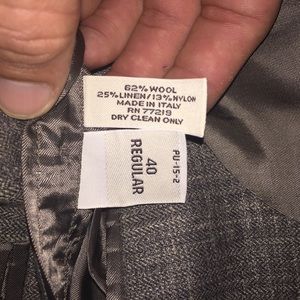 62% WOOL
25% LINEN/13% NYLON
MADE IN ITALY
RN 77219
DRY CLEAN ONLY
PU-15-2
40
REGULAR